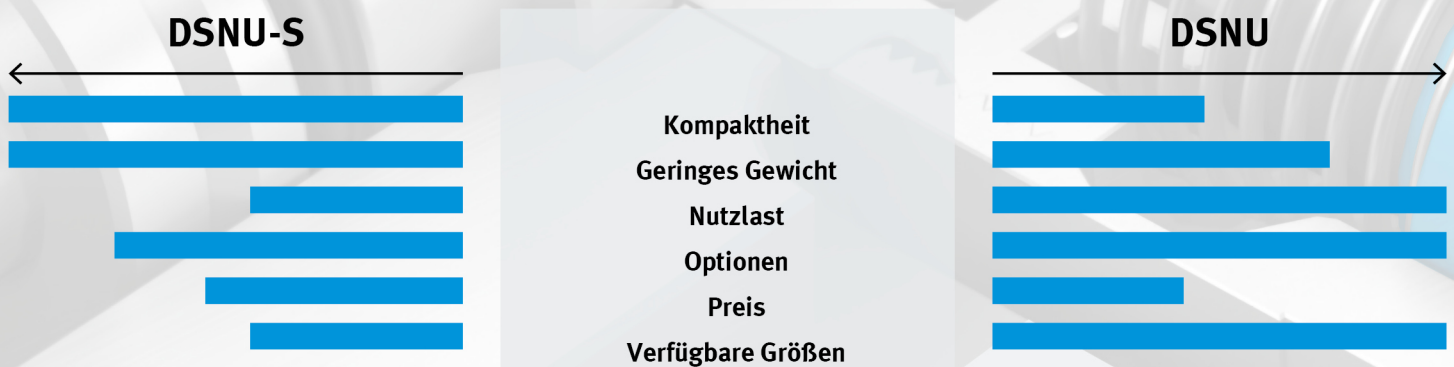 DSNU-S
DSNU
Kompaktheit
Geringes Gewicht
Nutzlast
Optionen
Preis
Verfügbare Größen